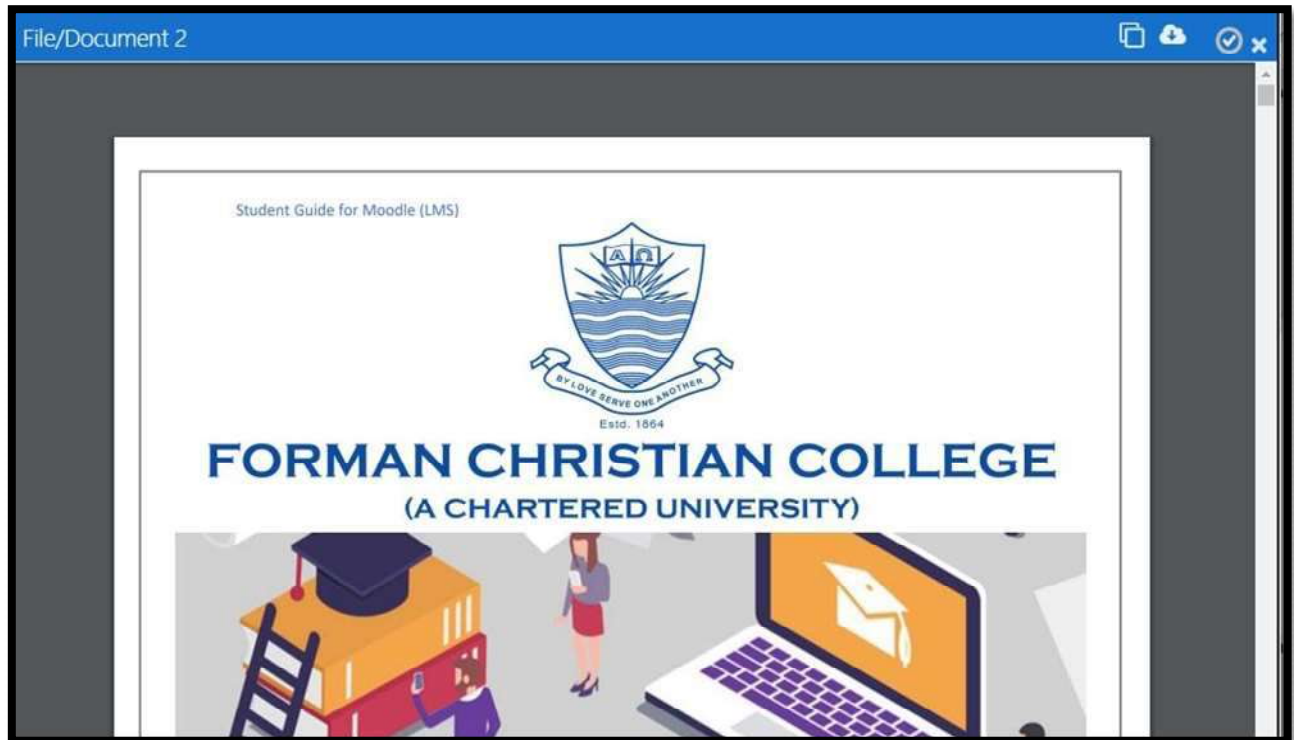 File/Document 2
Student Guide for Moodle (LMS)
Α Ω
BY LOVE SERVE ONE ANOTHER
Estd. 1864
FORMAN CHRISTIAN COLLEGE
(A CHARTERED UNIVERSITY)